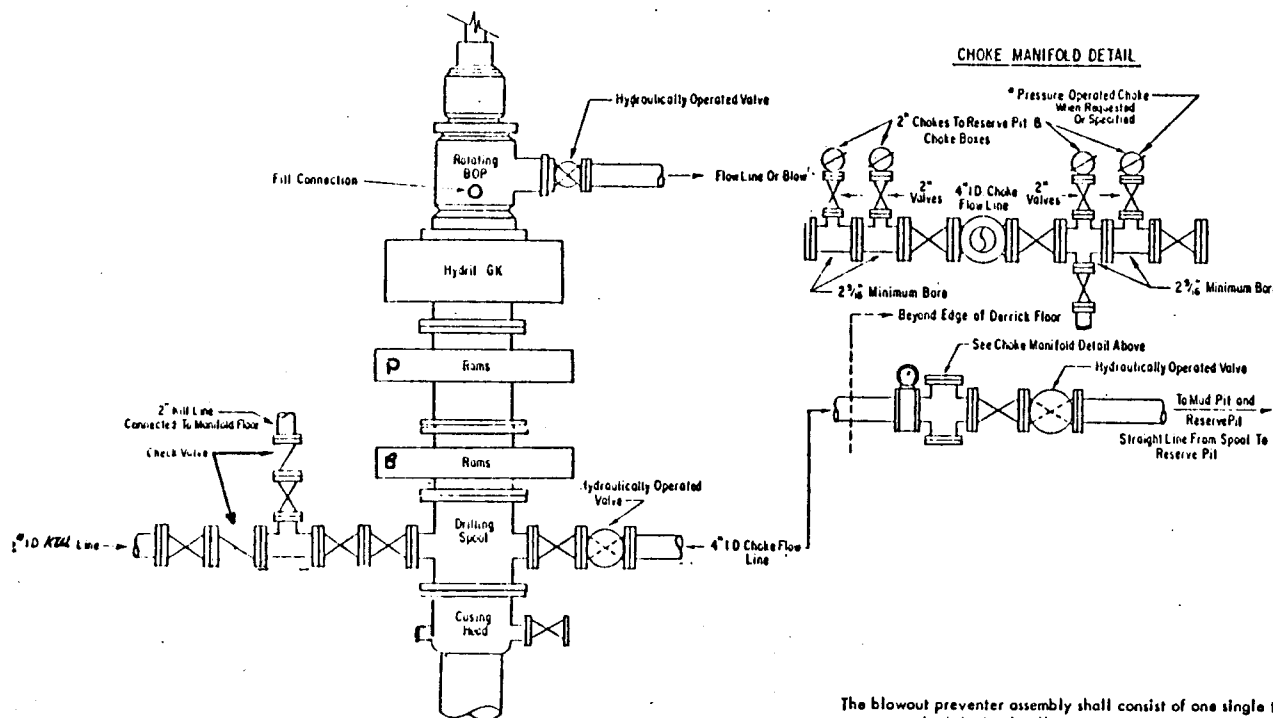 CHOKE MANIFOLD DETAIL
* Pressure Operated Choke
When Requested
Or Specified
Hydraulically Operated Valve
2" Chokes To Reserve Pit &
Choke Boxes
Rotating
BOP
Fill Connection
Flow Line Or Blow
2"
Valves
4" I D Choke
Flow Line
2"
Valves
Hydril GK
2 9/16" Minimum Bore
2 9/16" Minimum Bor
Beyond Edge of Derrick Floor
See Choke Manifold Detail Above
Hydraulically Operated Valve
P
Rams
To Mud Pit and
Reserve Pit
Straight Line From Spool To
Reserve Pit
2" Kill Line
Connected To Manifold Floor
Check Valve
B
Rams
Hydraulically Operated
Valve
Drilling
Spool
I D Kill Line
4" I D Choke Flow
Line
Casing
Head
The blowout preventer assembly shall consist of one single